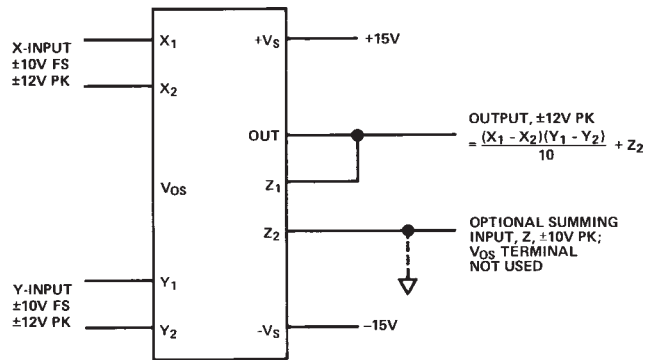 X-INPUT
±10V FS
±12V PK
X1
X2
+VS
+15V
OUT
OUTPUT, ±12V PK
= (X1 - X2)(Y1 - Y2) / 10 + Z2
Z1
VOS
Z2
OPTIONAL SUMMING
INPUT, Z, ±10V PK;
VOS TERMINAL
NOT USED
Y-INPUT
±10V FS
±12V PK
Y1
Y2
-VS
-15V